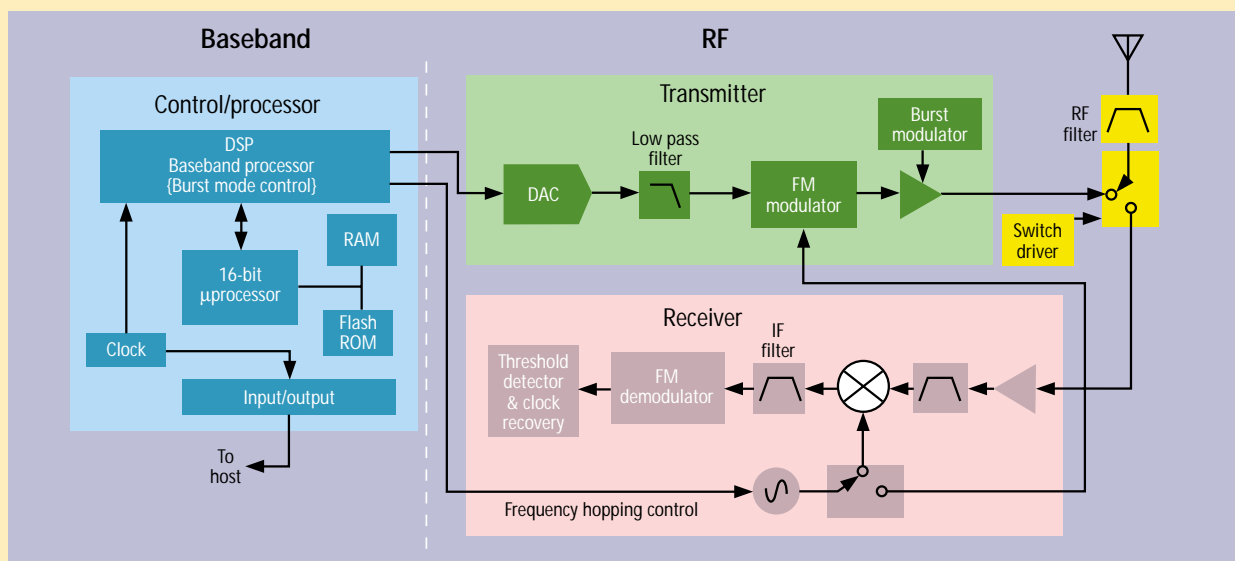 Baseband
RF
Control/processor
DSP
Baseband processor
{Burst mode control}
RAM
16-bit
µprocessor
Flash
ROM
Clock
Input/output
To
host
Transmitter
DAC
Low pass
filter
FM
modulator
Burst
modulator
RF
filter
Switch
driver
Receiver
Threshold
detector
& clock
recovery
FM
demodulator
IF
filter
Frequency hopping control